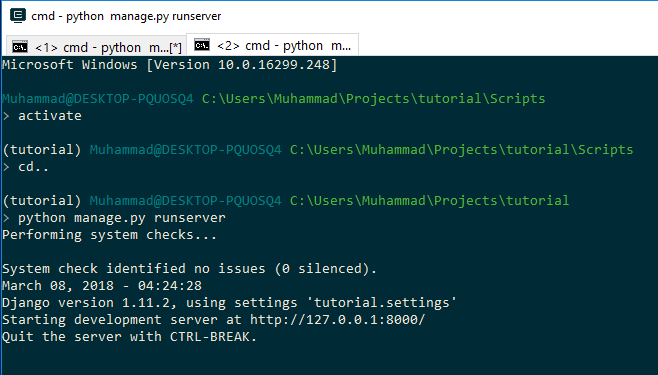 cmd - python  manage.py runserver
<1> cmd - python  m...[*]
<2> cmd - python  m...
Microsoft Windows [Version 10.0.16299.248]
Muhammad@DESKTOP-PQUOSQ4 C:\Users\Muhammad\Projects\tutorial\Scripts
> activate
(tutorial) Muhammad@DESKTOP-PQUOSQ4 C:\Users\Muhammad\Projects\tutorial\Scripts
> cd..
(tutorial) Muhammad@DESKTOP-PQUOSQ4 C:\Users\Muhammad\Projects\tutorial
> python manage.py runserver
Performing system checks...
System check identified no issues (0 silenced).
March 08, 2018 - 04:24:28
Django version 1.11.2, using settings 'tutorial.settings'
Starting development server at http://127.0.0.1:8000/
Quit the server with CTRL-BREAK.